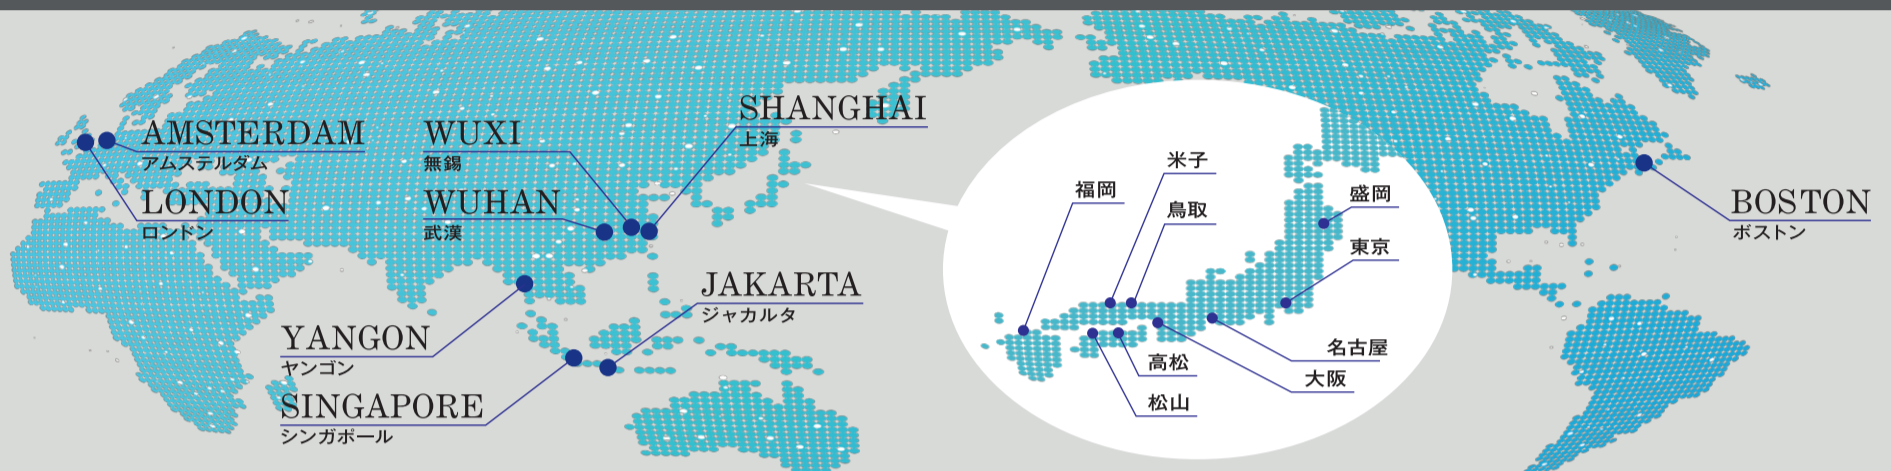 AMSTERDAM
アムステルダム
LONDON
ロンドン
WUXI
無錫
WUHAN
武漢
SHANGHAI
上海
YANGON
ヤンゴン
SINGAPORE
シンガポール
JAKARTA
ジャカルタ
福岡
米子
鳥取
盛岡
東京
名古屋
大阪
高松
松山
BOSTON
ボストン